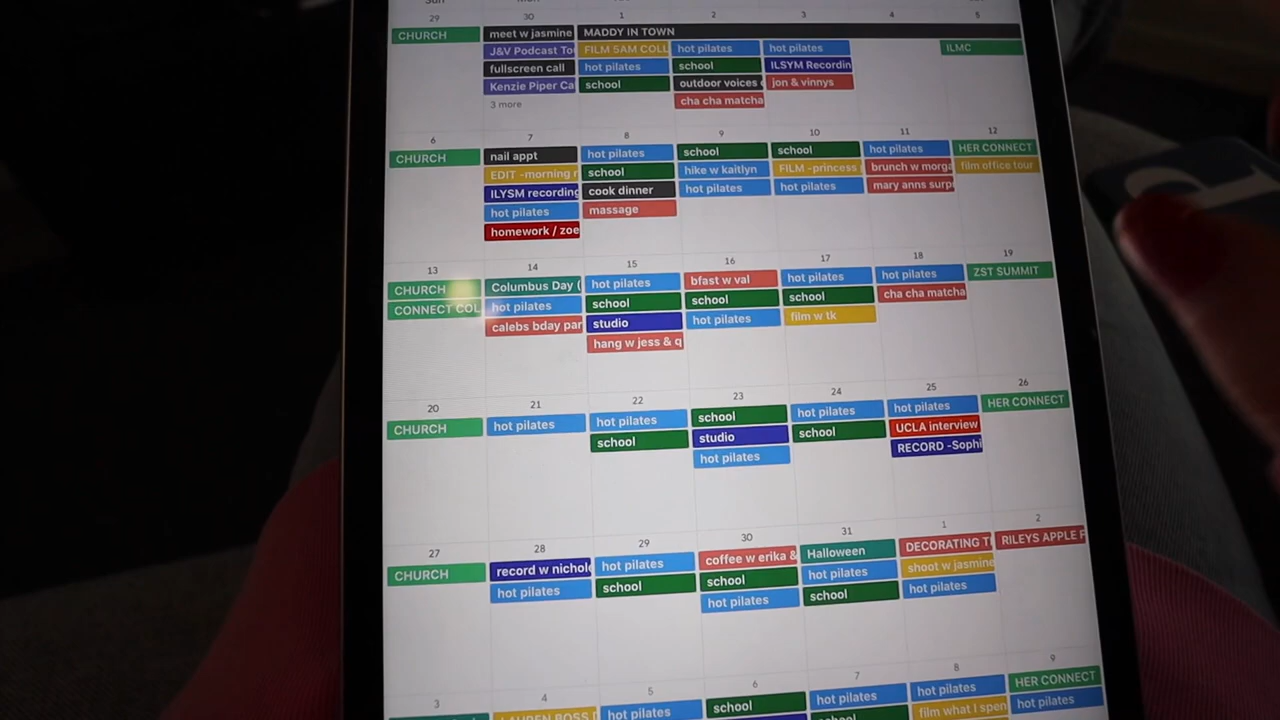 Sun
29 30 1 2 3 4 5
CHURCH meet w jasmine MADDY IN TOWN
J&V Podcast To FILM 5AM COLL hot pilates hot pilates ILMC
fullscreen call hot pilates school ILSYM Recordin
Kenzie Piper Ca school outdoor voices jon & vinnys
3 more cha cha matcha
6 7 8 9 10 11 12
CHURCH nail appt hot pilates school school hot pilates HER CONNECT
EDIT -morning r school hike w kaitlyn FILM -princess brunch w morga film office tour
ILYSM recording cook dinner hot pilates hot pilates mary anns surp
hot pilates massage
homework / zoe
13 14 15 16 17 18 19
CHURCH Columbus Day ( hot pilates bfast w val hot pilates hot pilates ZST SUMMIT
CONNECT COL hot pilates school school school cha cha matcha
calebs bday par studio hot pilates film w tk
hang w jess & q
20 21 22 23 24 25 26
CHURCH hot pilates hot pilates school hot pilates hot pilates HER CONNECT
school studio school UCLA interview
hot pilates RECORD -Sophi
27 28 29 30 31 1 2
CHURCH record w nichol hot pilates coffee w erika & Halloween DECORATING T RILEYS APPLE F
hot pilates school school hot pilates shoot w jasmine
hot pilates school hot pilates
3 4 5 6 7 8 9
LAUREN BOSS hot pilates school hot pilates hot pilates HER CONNECT
school film what I spen hot pilates